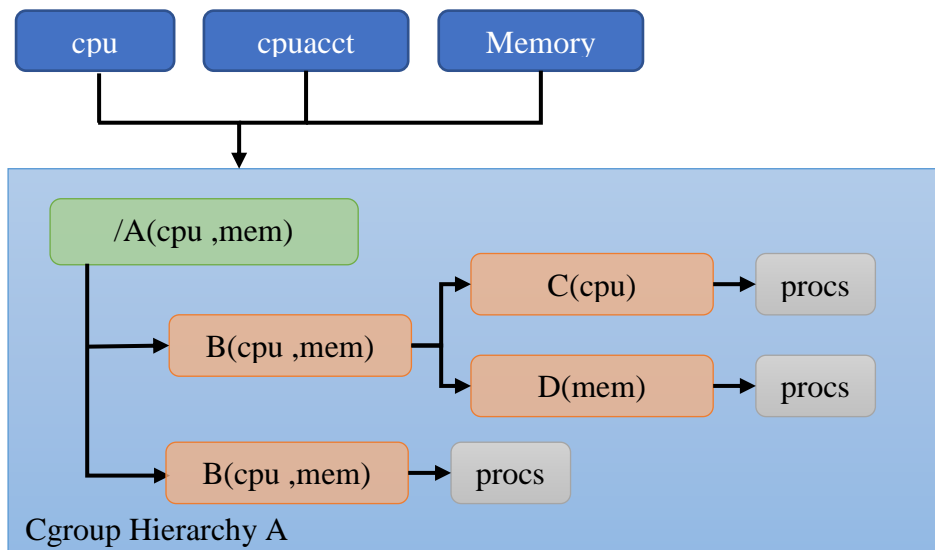 cpu
cpuacct
Memory
/A(cpu ,mem)
C(cpu)
procs
B(cpu ,mem)
D(mem)
procs
B(cpu ,mem)
procs
Cgroup Hierarchy A